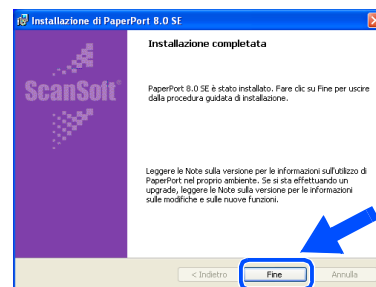 Installazione di PaperPort 8.0 SE
Installazione completata
ScanSoft®
PaperPort 8.0 SE è stato installato. Fare clic su Fine per uscire
dalla procedura guidata di installazione.
Leggere le Note sulla versione per le informazioni sull'utilizzo di
PaperPort nel proprio ambiente. Se si sta effettuando un
upgrade, leggere le Note sulla versione per le informazioni
sulle modifiche e sulle nuove funzioni.
< Indietro
Fine
Annulla